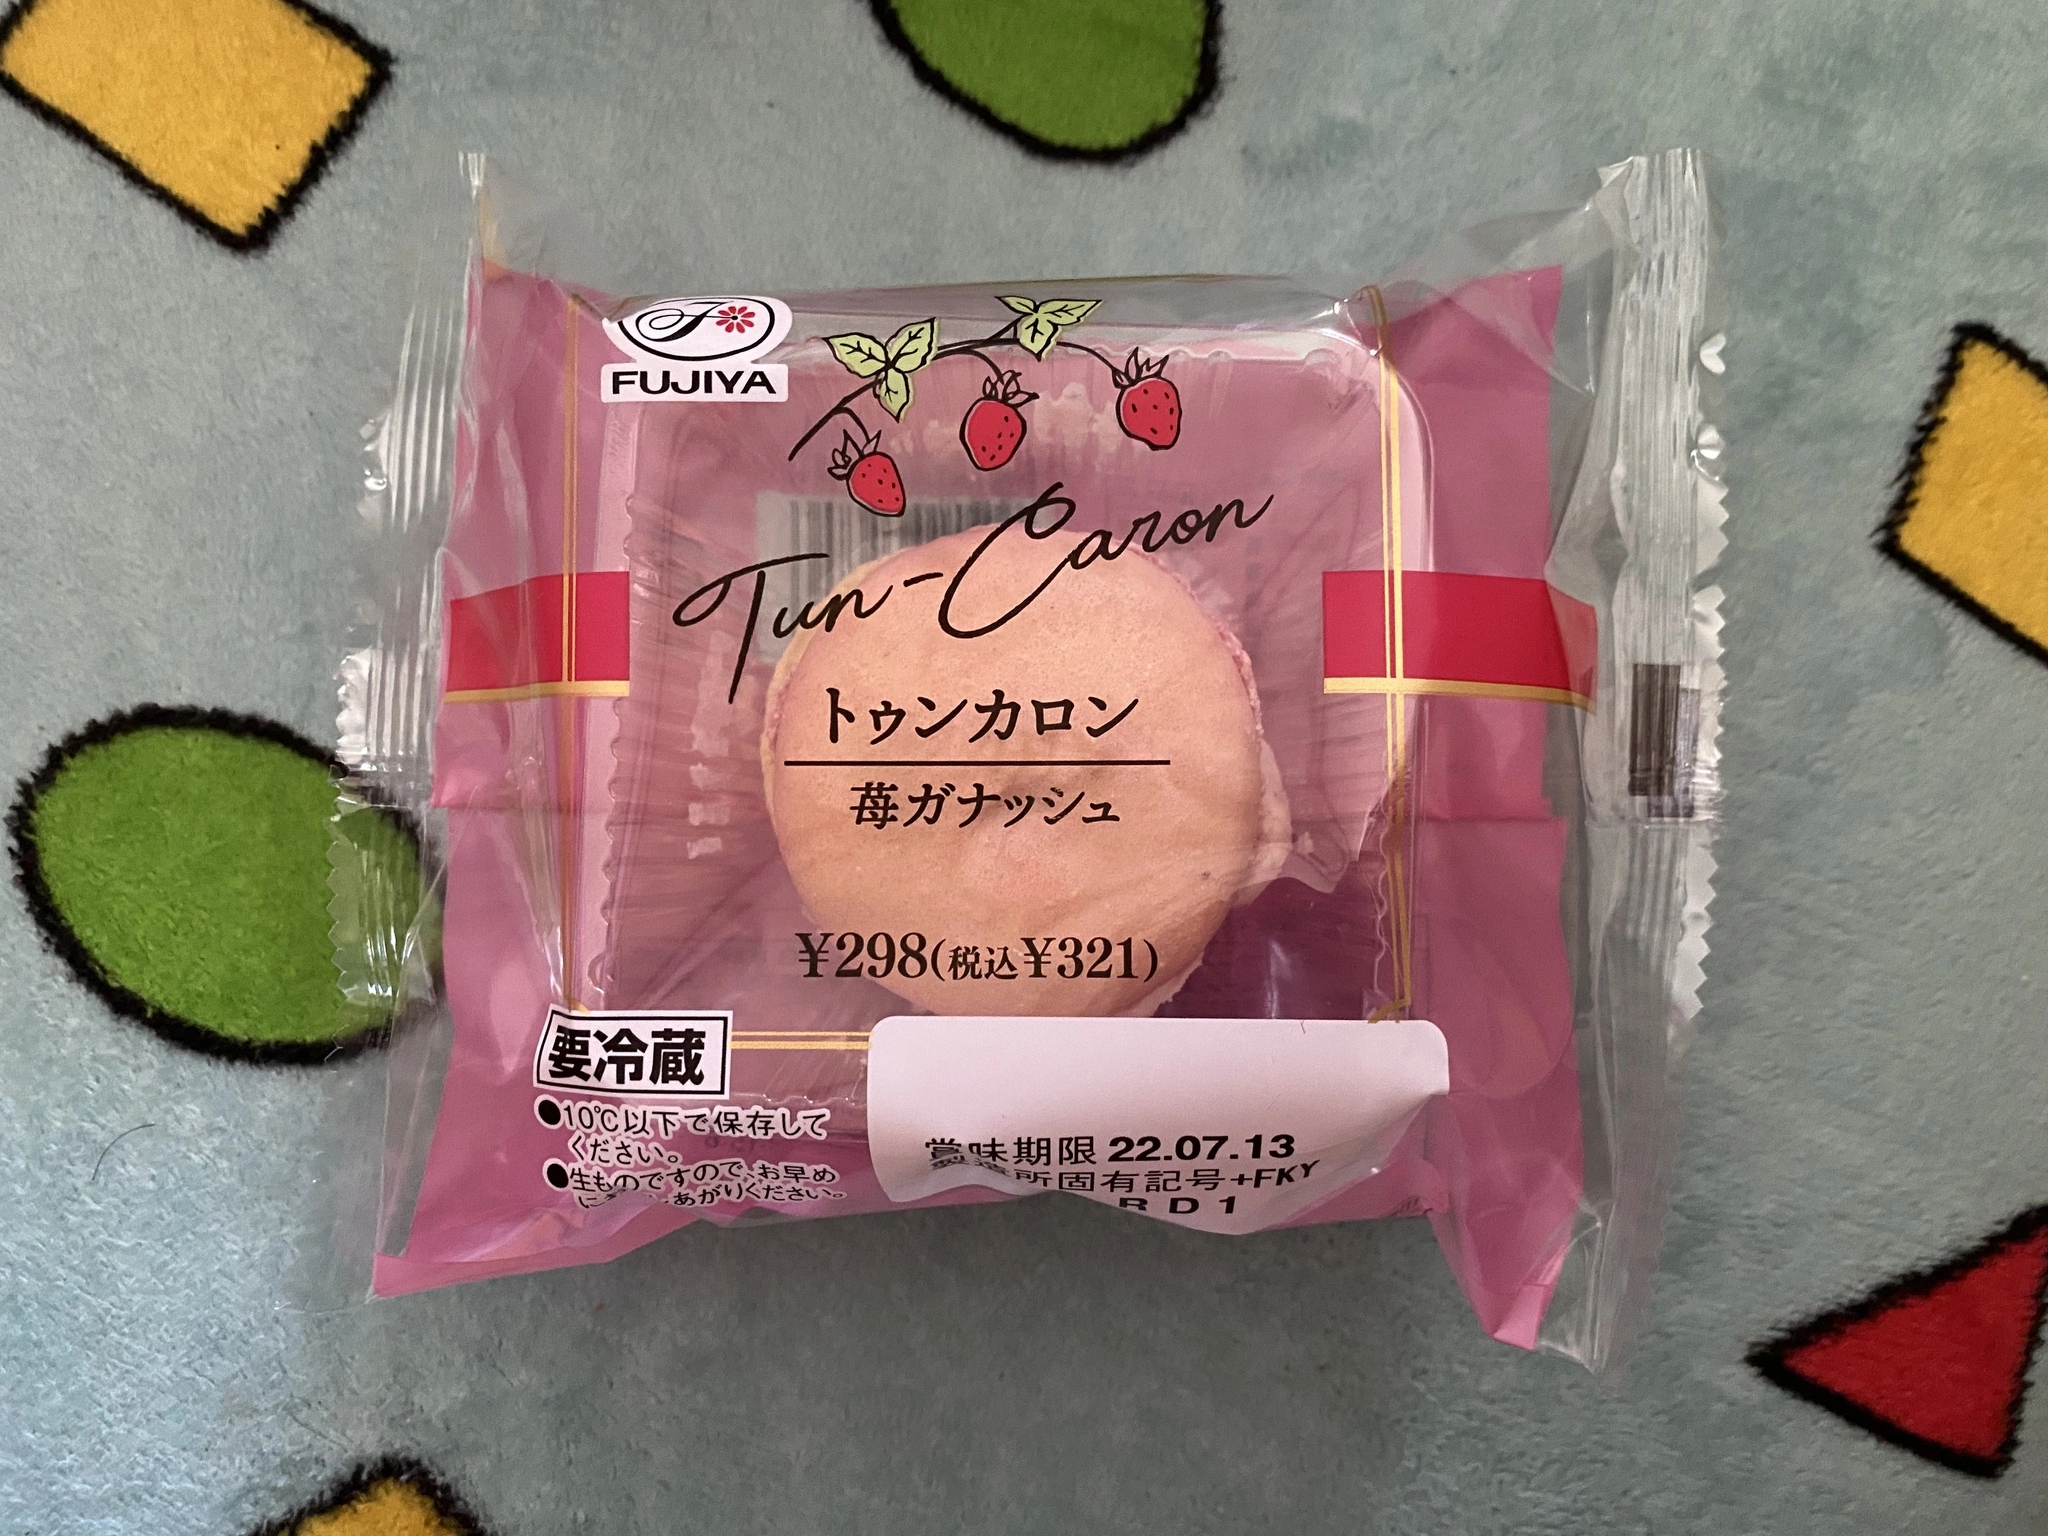 FUJIYA
Tun-Caron
トゥンカロン
苺ガナッシュ
¥298(税込¥321)
要冷蔵
●10℃以下で保存して
ください。
●生ものですので、お早め
に あがりください。
賞味期限 22.07.13
製造所固有記号+FKY
RD1